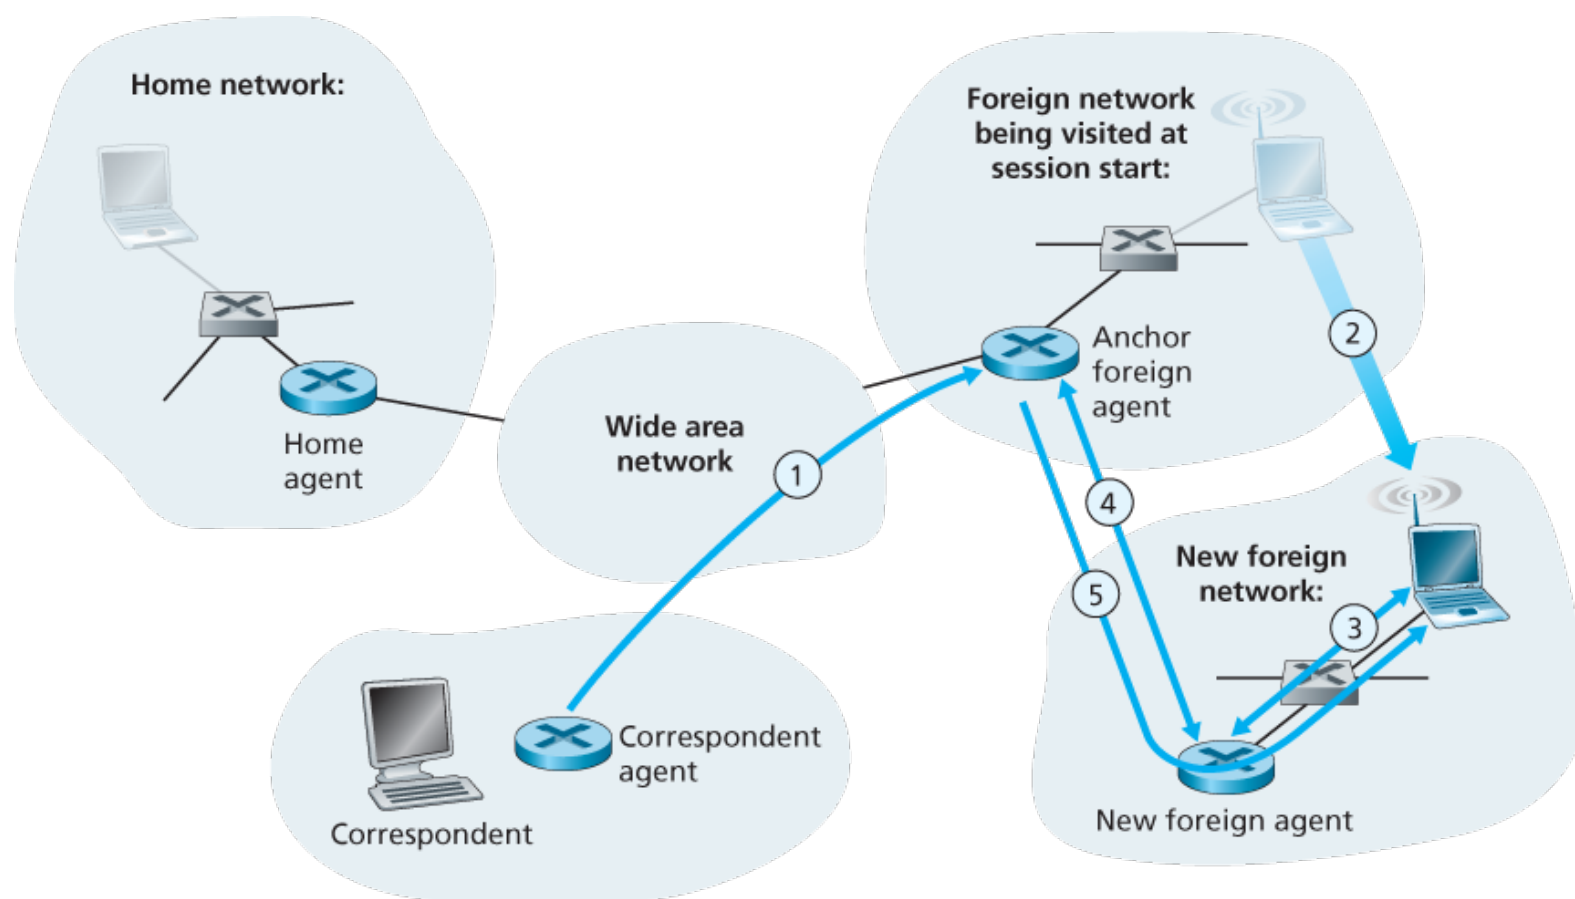 Home network:
Home
agent
Wide area
network
Foreign network
being visited at
session start:
Anchor
foreign
agent
1
2
3
4
5
New foreign
network:
New foreign agent
Correspondent
agent
Correspondent